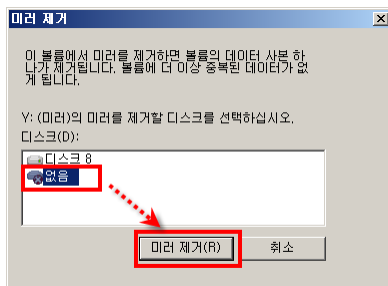 미러 제거
이 볼륨에서 미러를 제거하면 볼륨의 데이터 사본 하
나가 제거됩니다. 볼륨에 더 이상 중복된 데이터가 없
게 됩니다.
Y: (미러)의 미러를 제거할 디스크를 선택하십시오.
디스크(D):
디스크 8
없음
미러 제거(R)
취소